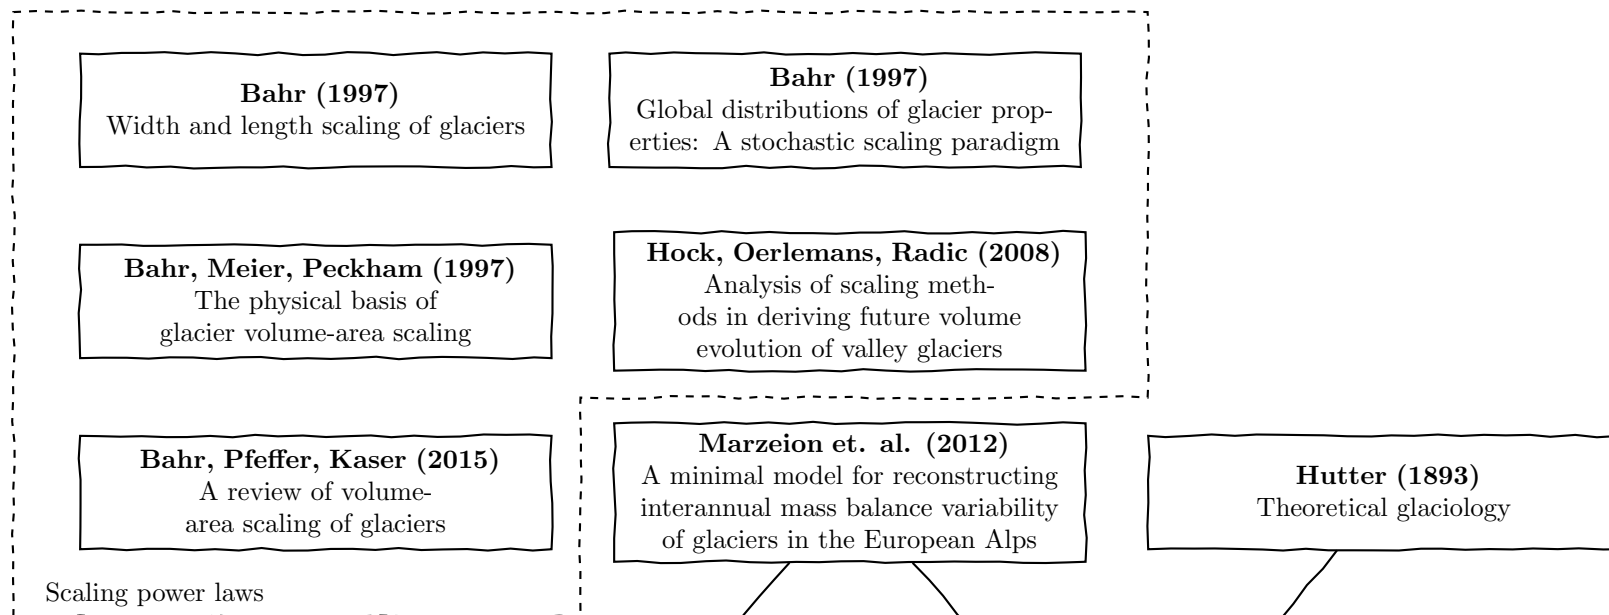 Bahr (1997)
Width and length scaling of glaciers
Bahr (1997)
Global distributions of glacier prop-
erties: A stochastic scaling paradigm
Bahr, Meier, Peckham (1997)
The physical basis of
glacier volume-area scaling
Hock, Oerlemans, Radic (2008)
Analysis of scaling meth-
ods in deriving future volume
evolution of valley glaciers
Bahr, Pfeffer, Kaser (2015)
A review of volume-
area scaling of glaciers
Marzeion et. al. (2012)
A minimal model for reconstructing
interannual mass balance variability
of glaciers in the European Alps
Hutter (1893)
Theoretical glaciology
Scaling power laws